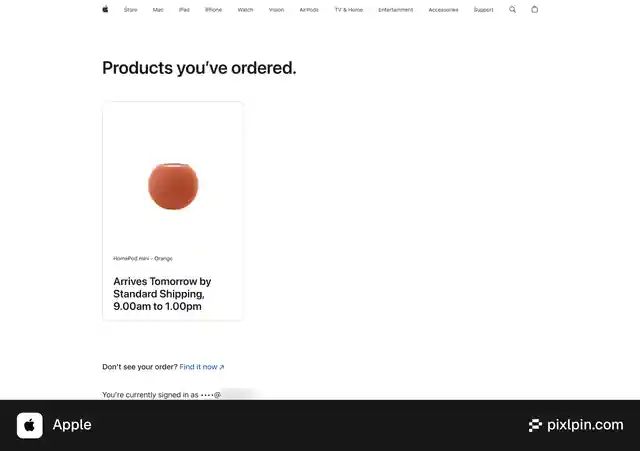 Store Mac iPad iPhone Watch Vision AirPods TV & Home Entertainment Accessories Support
Products you’ve ordered.
HomePod mini – Orange
Arrives Tomorrow by
Standard Shipping,
9.00am to 1.00pm
Don’t see your order? Find it now ↗
You’re currently signed in as ••••@
Apple
pixlpin.com